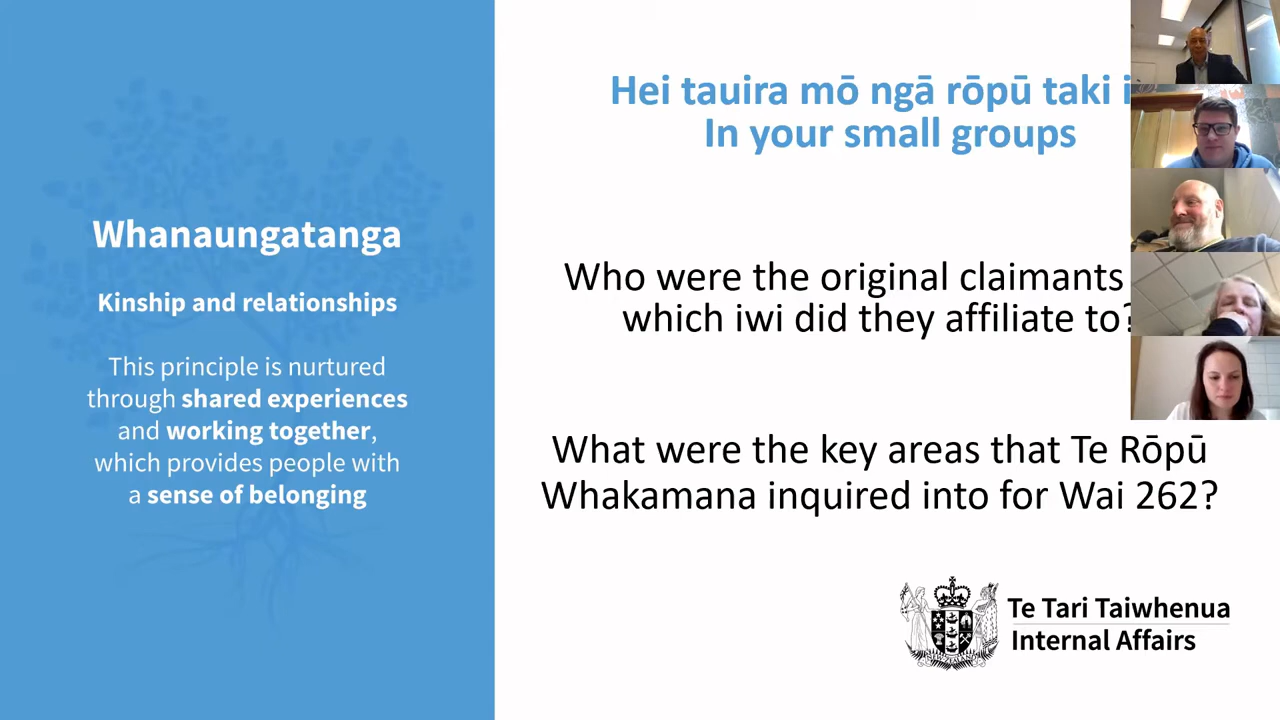 Whanaungatanga
Kinship and relationships
This principle is nurtured
through shared experiences
and working together,
which provides people with
a sense of belonging
Hei tauira mō ngā rōpū taki
In your small groups
Who were the original claimants
which iwi did they affiliate to?
What were the key areas that Te Rōpū
Whakamana inquired into for Wai 262?
Te Tari Taiwhenua
Internal Affairs